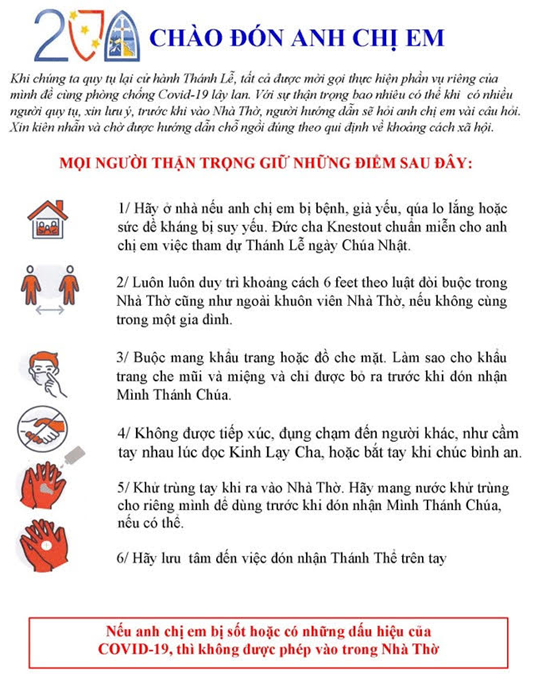 200 CHÀO ĐÓN ANH CHỊ EM
Khi chúng ta quy tụ lại cử hành Thánh Lễ, tất cả được mời gọi thực hiện phần vụ riêng của
mình để cùng phòng chống Covid-19 lây lan. Với sự thận trọng bao nhiêu có thể khi có nhiều
người quy tụ, xin lưu ý, trước khi vào Nhà Thờ, người hướng dẫn sẽ hỏi anh chị em vài câu hỏi.
Xin kiên nhẫn và chờ được hướng dẫn chỗ ngồi đúng theo qui định về khoảng cách xã hội.
MỌI NGƯỜI THẬN TRỌNG GIỮ NHỮNG ĐIỂM SAU ĐÂY:
1/ Hãy ở nhà nếu anh chị em bị bệnh, già yếu, qúa lo lắng hoặc
sức đề kháng bị suy yếu. Đức cha Knestout chuẩn miễn cho anh
chị em việc tham dự Thánh Lễ ngày Chúa Nhật.
2/ Luôn luôn duy trì khoảng cách 6 feet theo luật đòi buộc trong
Nhà Thờ cũng như ngoài khuôn viên Nhà Thờ, nếu không cùng
trong một gia đình.
3/ Buộc mang khẩu trang hoặc đồ che mặt. Làm sao cho khẩu
trang che mũi và miệng và chỉ được bỏ ra trước khi đón nhận
Mình Thánh Chúa.
4/ Không được tiếp xúc, đụng chạm đến người khác, như cầm
tay nhau lúc đọc Kinh Lạy Cha, hoặc bắt tay khi chúc bình an.
5/ Khử trùng tay khi ra vào Nhà Thờ. Hãy mang nước khử trùng
cho riêng mình để dùng trước khi đón nhận Mình Thánh Chúa,
nếu có thể.
6/ Hãy lưu tâm đến việc đón nhận Thánh Thể trên tay
Nếu anh chị em bị sốt hoặc có những dấu hiệu của
COVID-19, thì không được phép vào trong Nhà Thờ